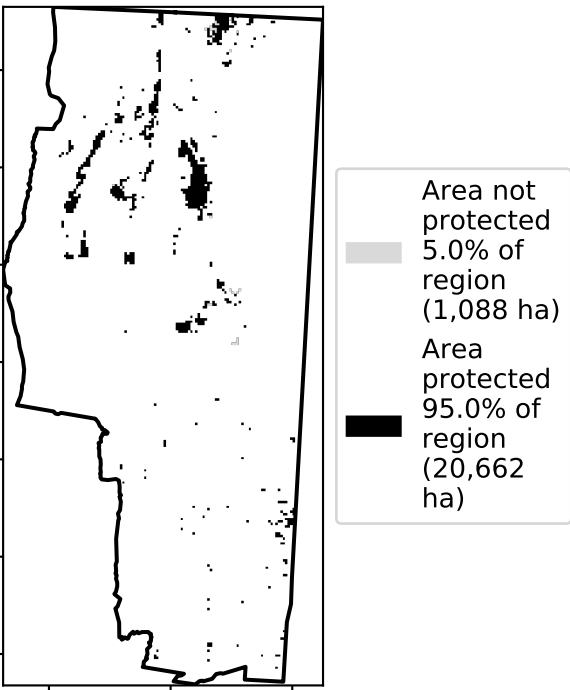 Area not
protected
5.0% of
region
(1,088 ha)
Area
protected
95.0% of
region
(20,662
ha)